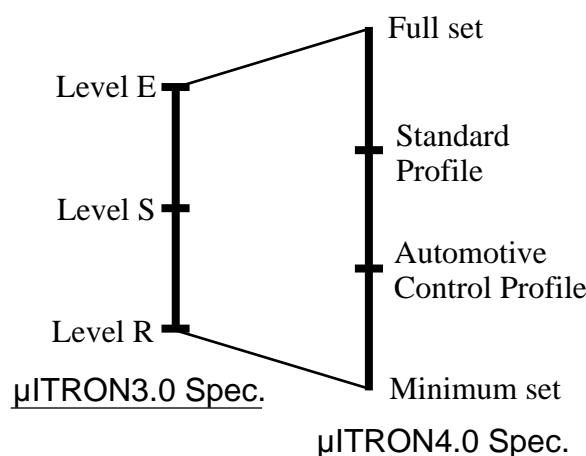 Full set
Level E
Standard
Profile
Level S
Automotive
Control Profile
Level R
µITRON3.0 Spec.
Minimum set
µITRON4.0 Spec.